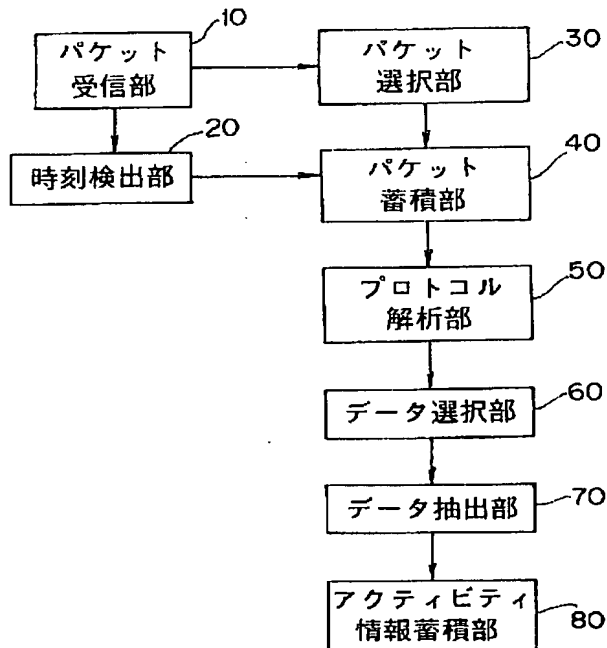 10
パケット
受信部
30
パケット
選択部
20
時刻検出部
40
パケット
蓄積部
50
プロトコル
解析部
60
データ選択部
70
データ抽出部
80
アクティビティ
情報蓄積部